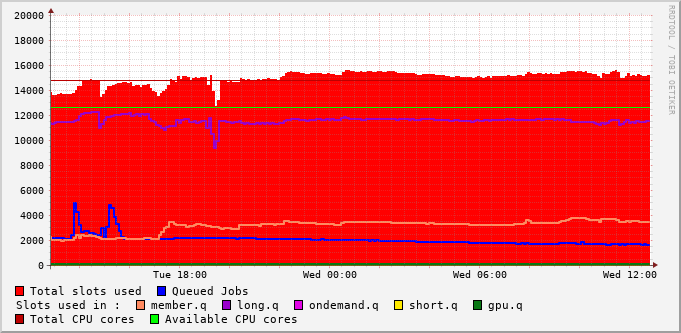 RRDTOOL / TOBI OETIKER
20000
18000
16000
14000
12000
10000
8000
6000
4000
2000
0
Tue 18:00 Wed 00:00 Wed 06:00 Wed 12:00
Total slots used Queued Jobs
Slots used in : member.q long.q ondemand.q short.q gpu.q
Total CPU cores Available CPU cores